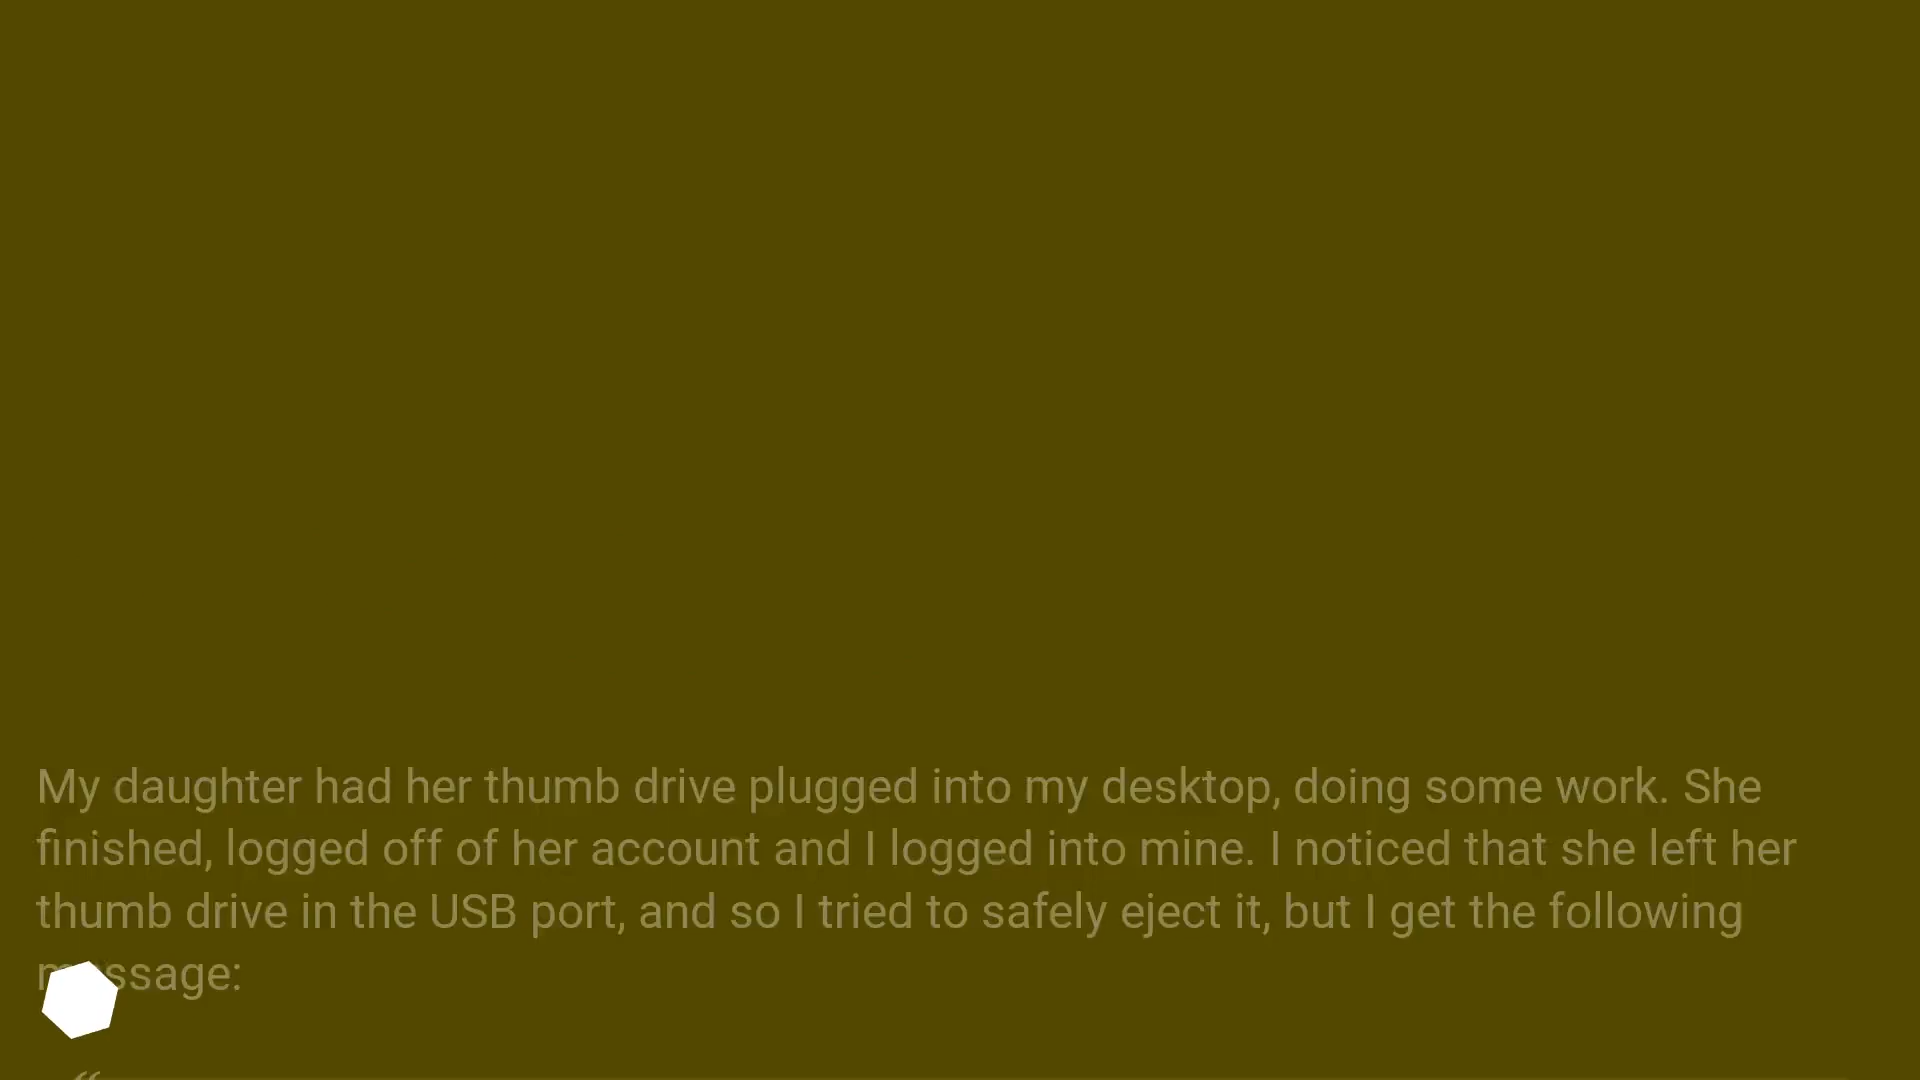 My daughter had her thumb drive plugged into my desktop, doing some work. She
finished, logged off of her account and I logged into mine. I noticed that she left her
thumb drive in the USB port, and so I tried to safely eject it, but I get the following
message:
“